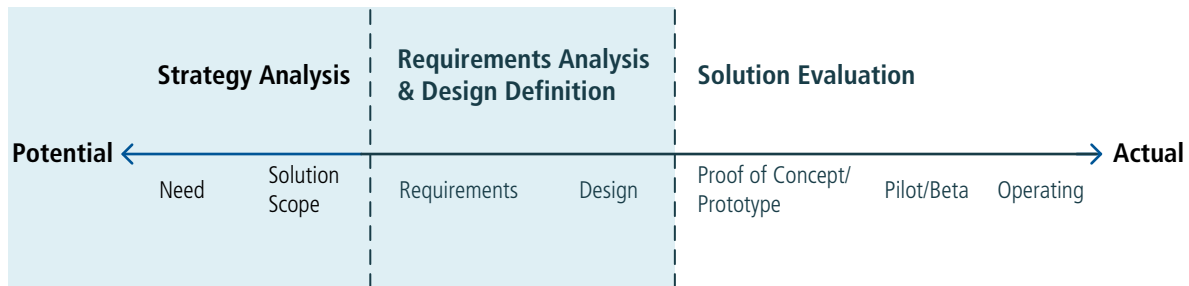 Strategy Analysis
Requirements Analysis
& Design Definition
Solution Evaluation
Potential
Actual
Need
Solution
Scope
Requirements
Design
Proof of Concept/
Prototype
Pilot/Beta
Operating